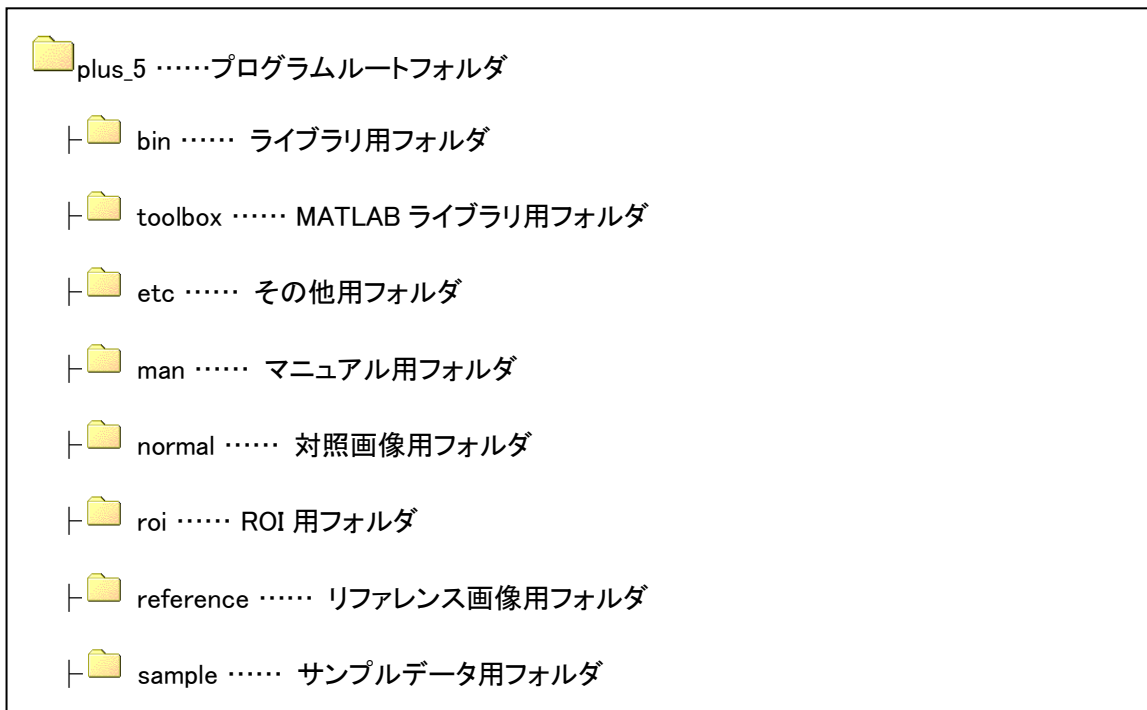 plus_5 ……プログラムルートフォルダ
├ bin …… ライブラリ用フォルダ
├ toolbox …… MATLAB ライブラリ用フォルダ
├ etc …… その他用フォルダ
├ man …… マニュアル用フォルダ
├ normal …… 対照画像用フォルダ
├ roi …… ROI 用フォルダ
├ reference …… リファレンス画像用フォルダ
├ sample …… サンプルデータ用フォルダ